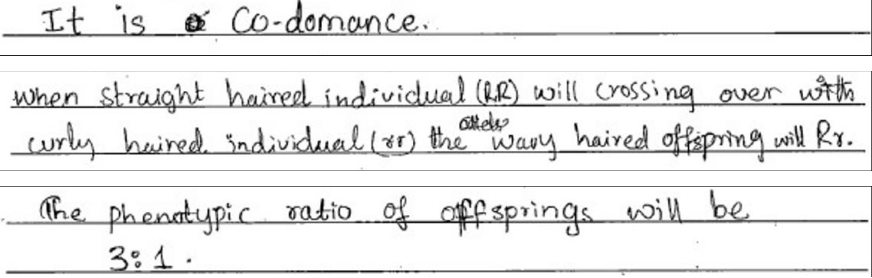 It is Co-domance.
When straight haired individual (RR) will crossing over with
curly haired individual (rr) the wavy haired offspring will Rr.
The phenotypic ratio of offsprings will be
3:1.